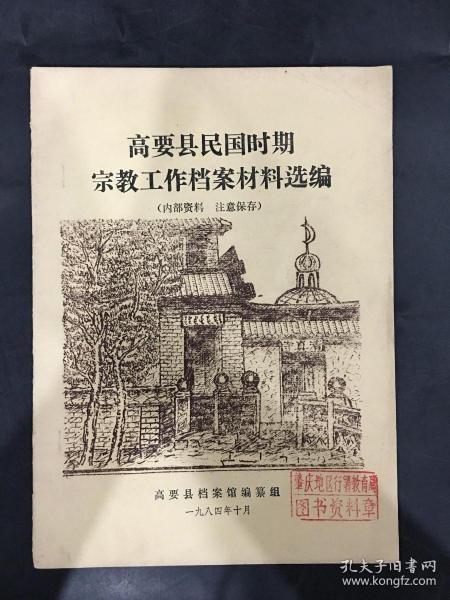 高要县民国时期
宗教工作档案材料选编
(内部资料 注意保存)
高要县档案馆编纂组
一九八四年十月
肇庆地区行署教育处
图书资料章
孔夫子旧书网
www.kongfz.com